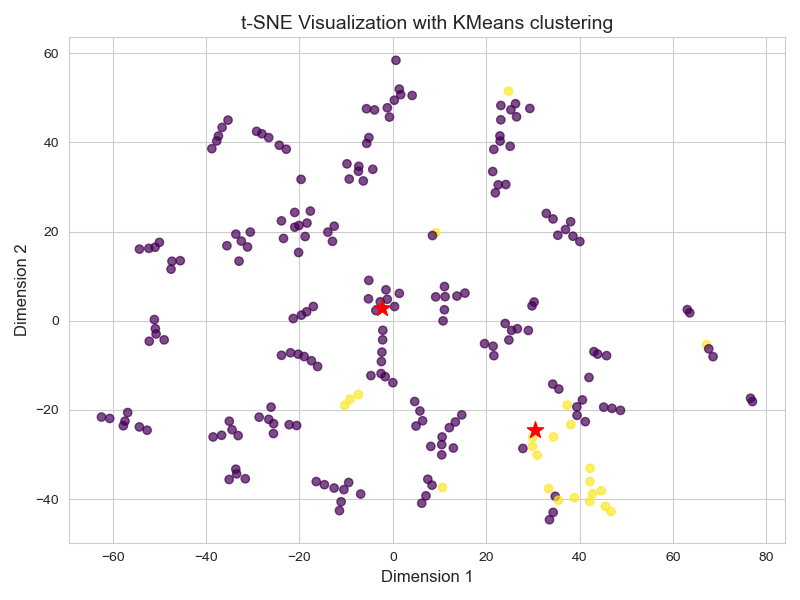 t-SNE Visualization with KMeans clustering
60
40
20
0
−20
−40
Dimension 2
−60 −40 −20 0 20 40 60 80
Dimension 1